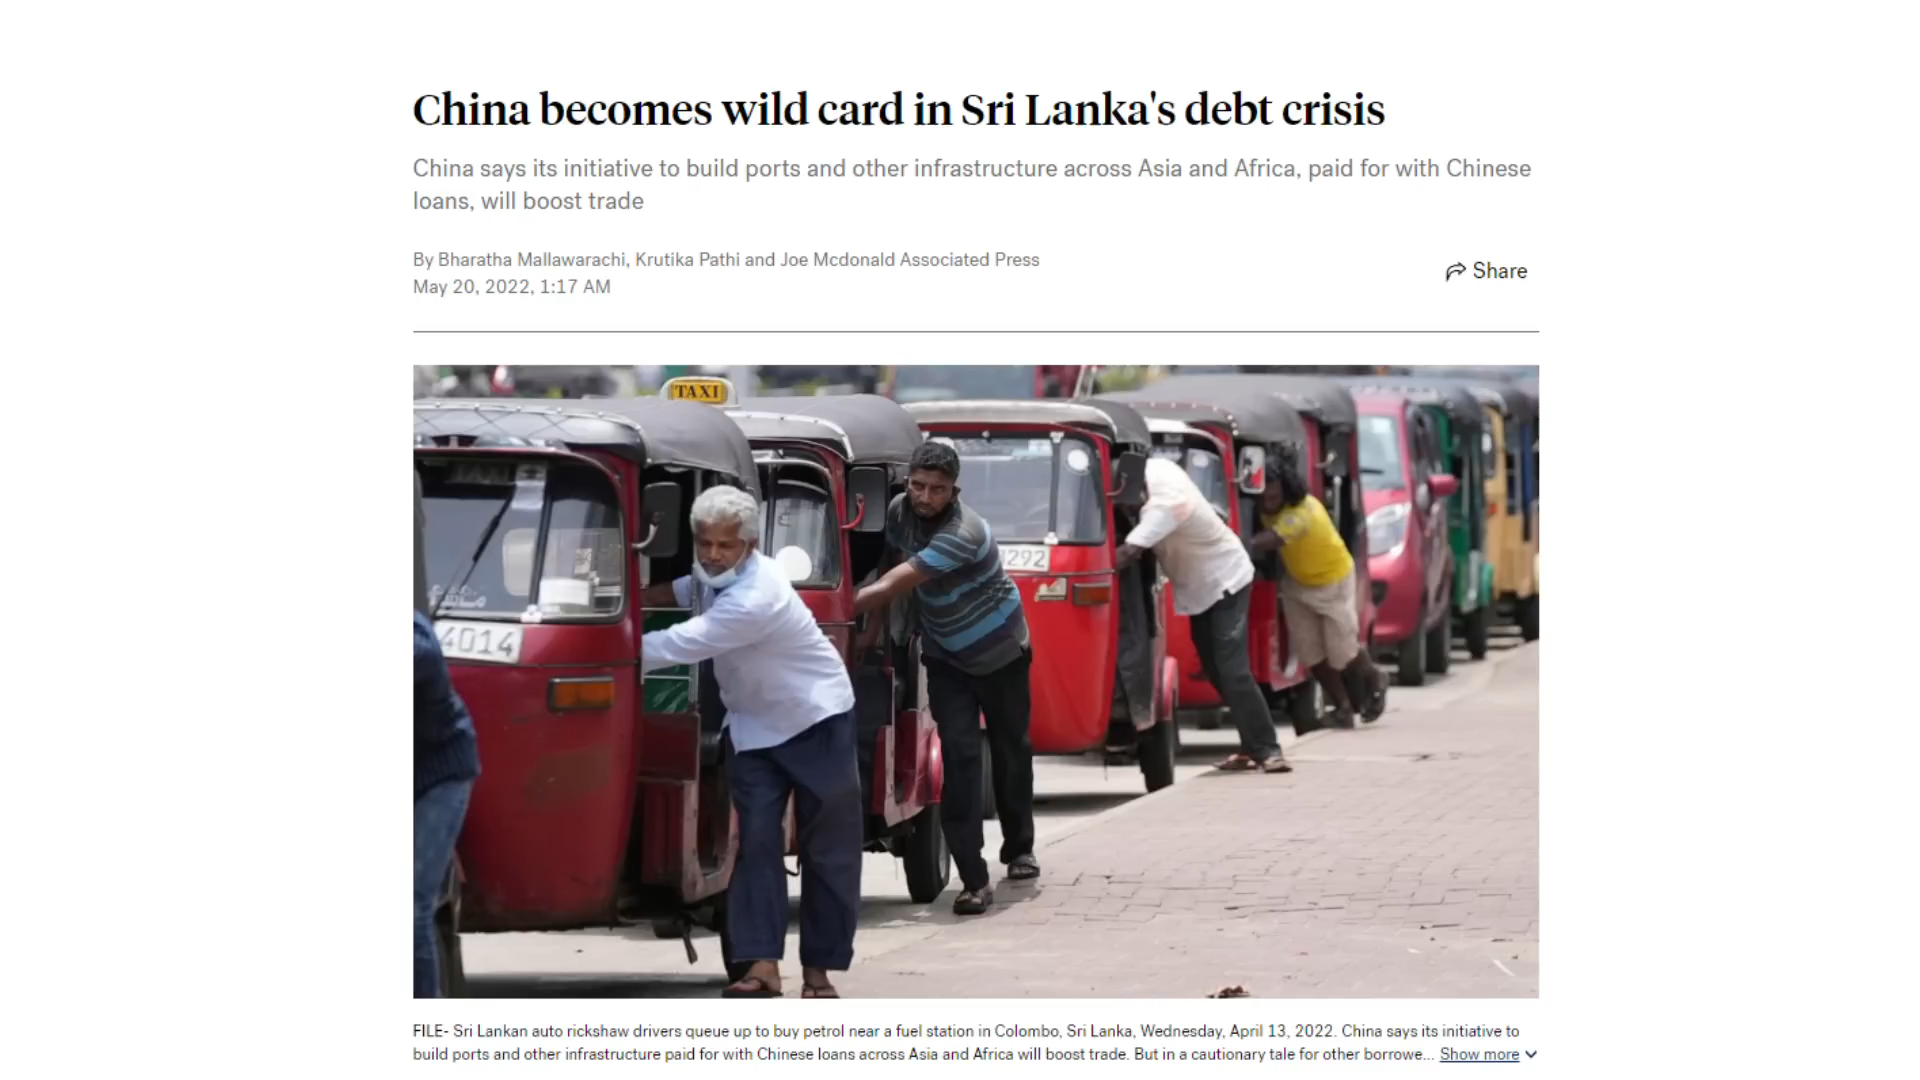 China becomes wild card in Sri Lanka's debt crisis
China says its initiative to build ports and other infrastructure across Asia and Africa, paid for with Chinese
loans, will boost trade
By Bharatha Mallawarachi, Krutika Pathi and Joe Mcdonald Associated Press
May 20, 2022, 1:17 AM
Share
TAXI
292
4014
FILE- Sri Lankan auto rickshaw drivers queue up to buy petrol near a fuel station in Colombo, Sri Lanka, Wednesday, April 13, 2022. China says its initiative to
build ports and other infrastructure paid for with Chinese loans across Asia and Africa will boost trade. But in a cautionary tale for other borrowe... Show more